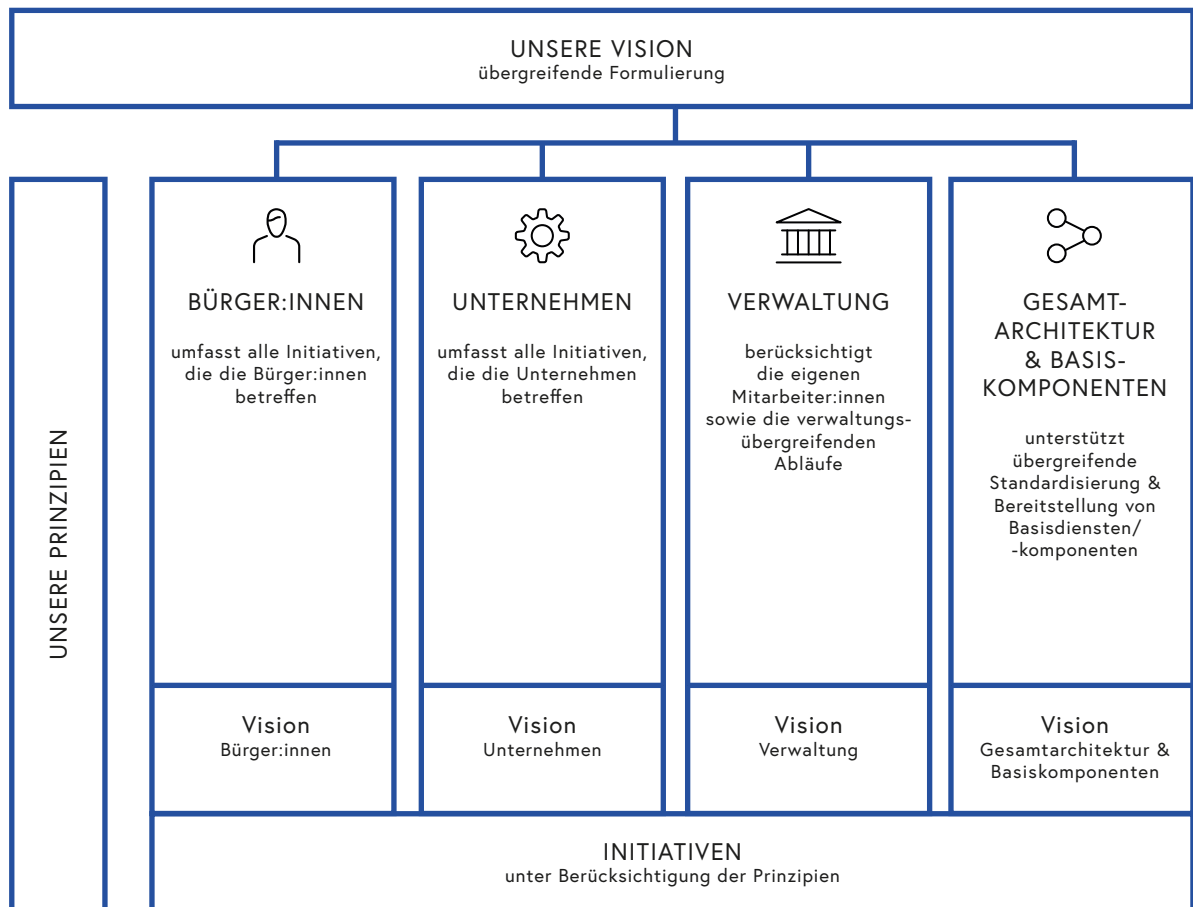 UNSERE VISION
übergreifende Formulierung
UNSERE PRINZIPIEN
BÜRGER:INNEN
umfasst alle Initiativen,
die die Bürger:innen
betreffen
Vision
Bürger:innen
UNTERNEHMEN
umfasst alle Initiativen,
die die Unternehmen
betreffen
Vision
Unternehmen
VERWALTUNG
berücksichtigt
die eigenen
Mitarbeiter:innen
sowie die verwaltungs-
übergreifenden
Abläufe
Vision
Verwaltung
GESAMT-
ARCHITEKTUR
& BASIS-
KOMPONENTEN
unterstützt
übergreifende
Standardisierung &
Bereitstellung von
Basisdiensten/
-komponenten
Vision
Gesamtarchitektur &
Basiskomponenten
INITIATIVEN
unter Berücksichtigung der Prinzipien